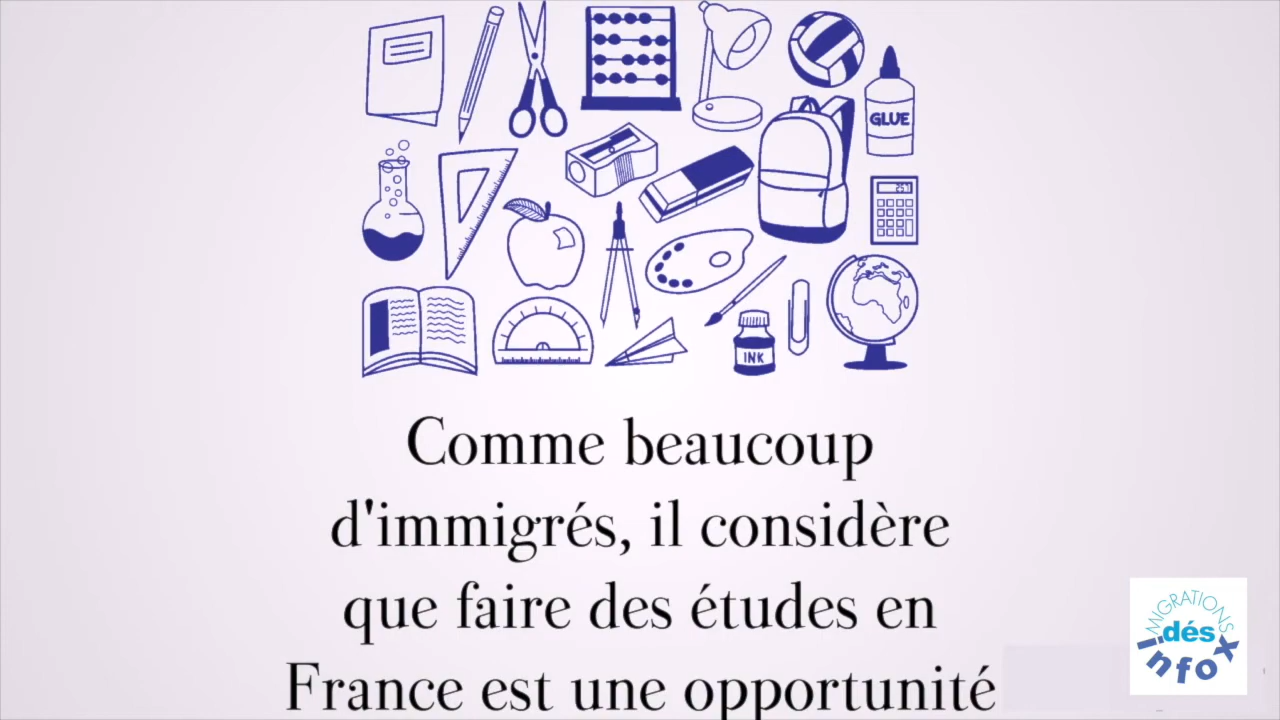 GLUE
257
INK
Comme beaucoup
d'immigrés, il considère
que faire des études en
France est une opportunité
MIGRATIONS
dés
Infox